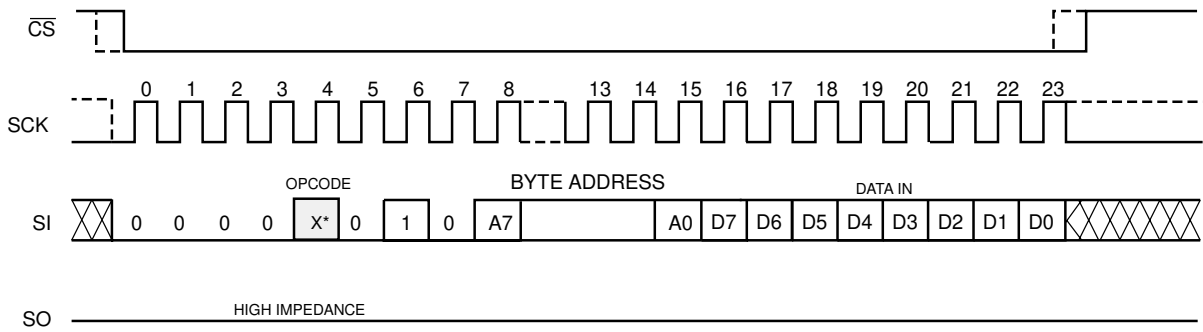 CS
0 1 2 3 4 5 6 7 8 13 14 15 16 17 18 19 20 21 22 23
SCK
OPCODE BYTE ADDRESS DATA IN
SI 0 0 0 0 X* 0 1 0 A7 A0 D7 D6 D5 D4 D3 D2 D1 D0
HIGH IMPEDANCE
SO